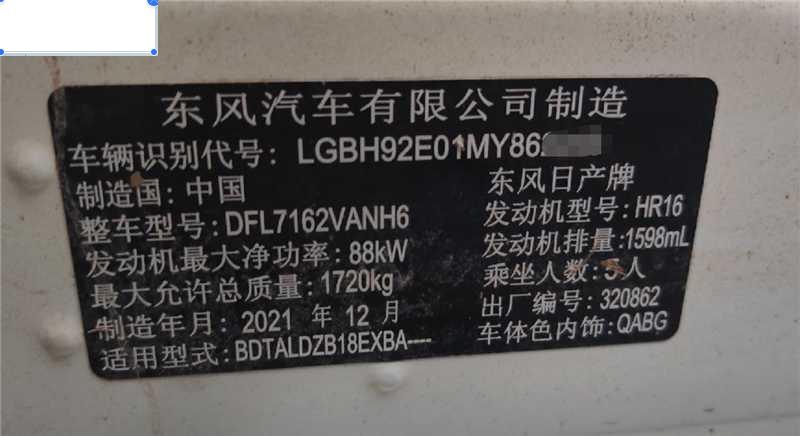 东风汽车有限公司制造
车辆识别代号: LGBH92E01MY86
制造国: 中国
东风日产牌
整车型号: DFL7162VANH6
发动机型号: HR16
发动机最大净功率: 88kW
发动机排量: 1598mL
最大允许总质量: 1720kg
乘坐人数: 5人
制造年月: 2021 年 12 月
出厂编号: 320862
适用型式: BDTALDZB18EXBA----
车体色内饰: QABG